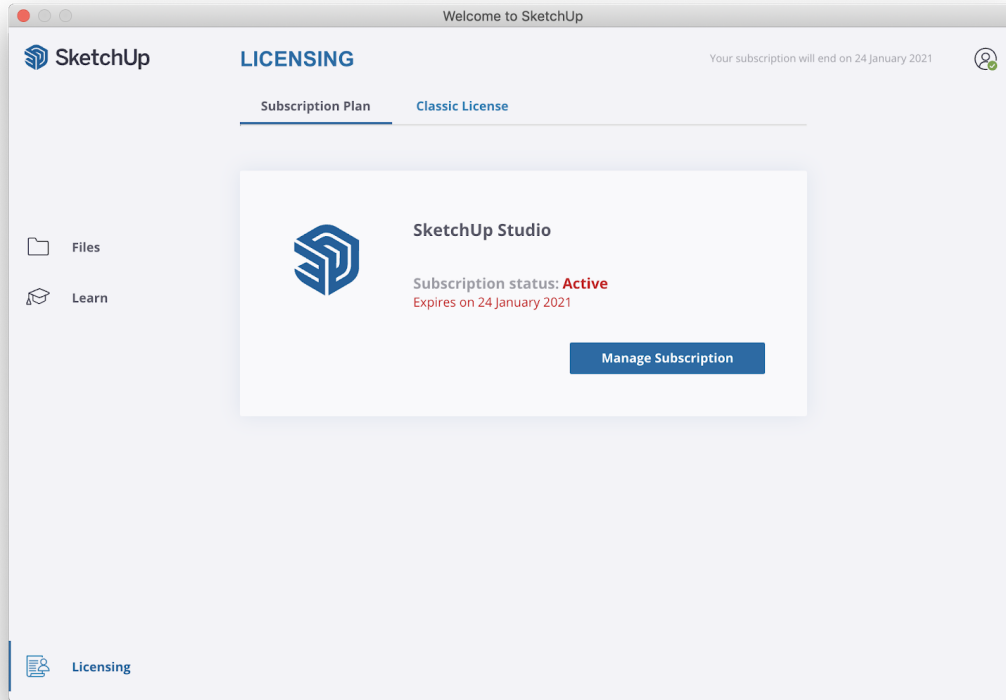 Welcome to SketchUp
SketchUp
LICENSING
Your subscription will end on 24 January 2021
Subscription Plan
Classic License
SketchUp Studio
Subscription status: Active
Expires on 24 January 2021
Manage Subscription
Files
Learn
Licensing